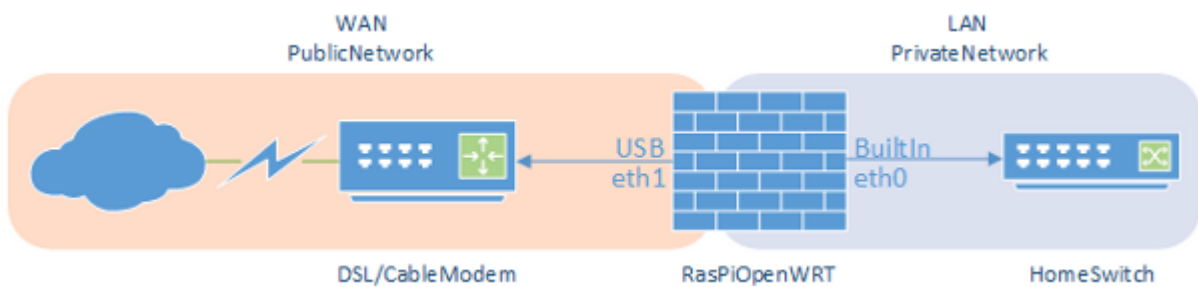 WAN
PublicNetwork
LAN
PrivateNetwork
USB
eth1
BuiltIn
eth0
DSL/CableModem
RasPiOpenWRT
HomeSwitch